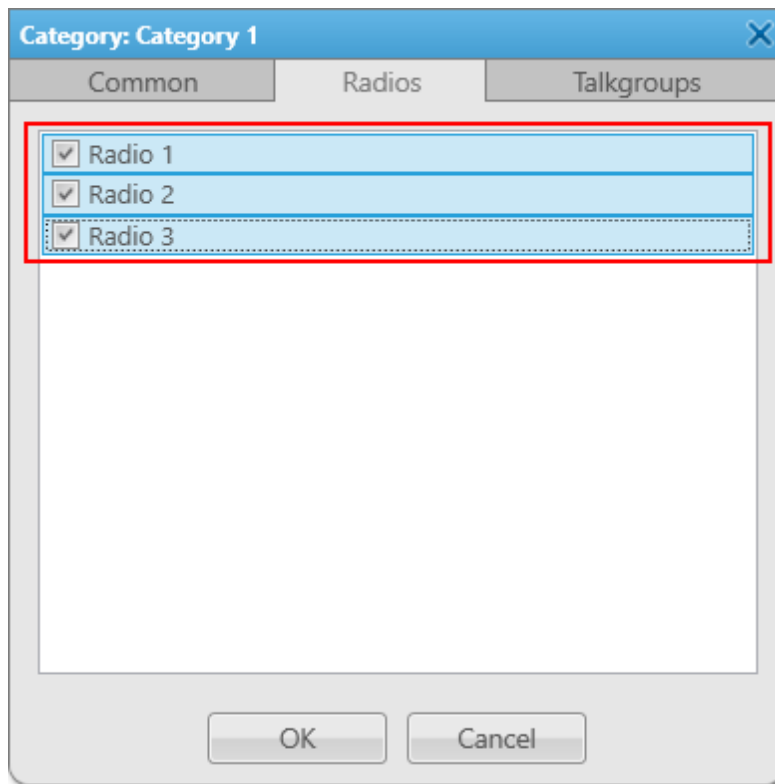 Category: Category 1
Common Radios Talkgroups
Radio 1
Radio 2
Radio 3
OK Cancel